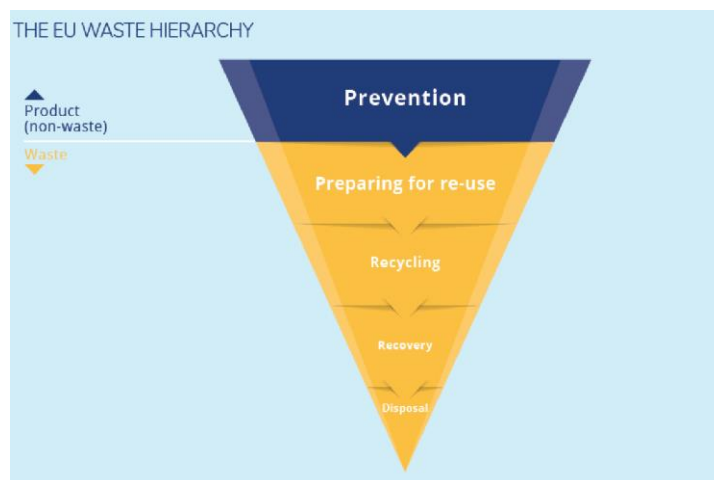 THE EU WASTE HIERARCHY
Product
(non-waste)
Waste
Prevention
Preparing for re-use
Recycling
Recovery
Disposal